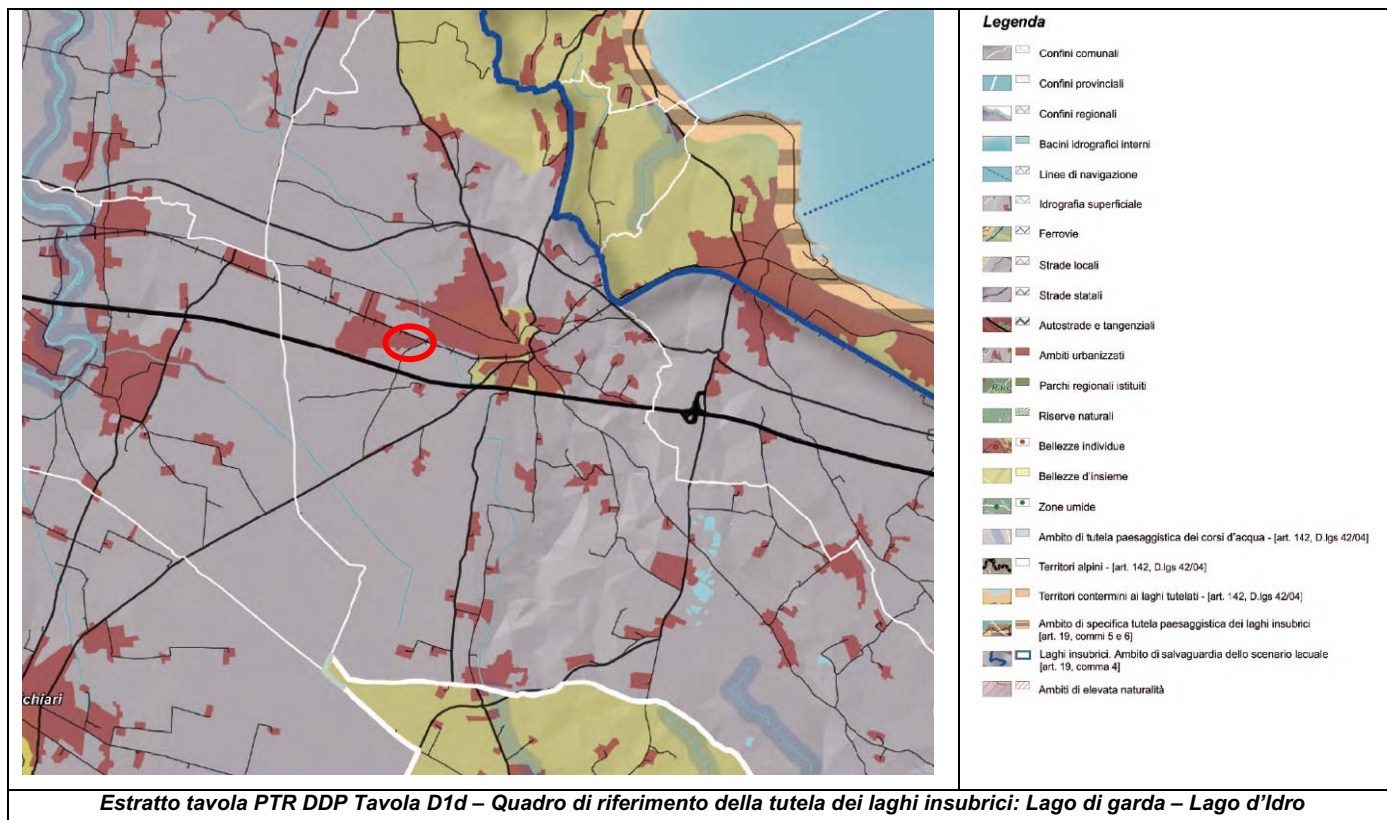 Legenda
Confini comunali
Confini provinciali
Confini regionali
Bacini idrografici interni
Linee di navigazione
Idrografia superficiale
Ferrovie
Strade locali
Strade statali
Autostrade e tangenziali
Ambiti urbanizzati
Parchi regionali istituiti
Riserve naturali
Bellezze individue
Bellezze d'insieme
Zone umide
Ambito di tutela paesaggistica dei corsi d'acqua - [art. 142, D.lgs 42/04]
Territori alpini - [art. 142, D.lgs 42/04]
Territori contermini ai laghi tutelati - [art. 142, D.lgs 42/04]
Ambito di specifica tutela paesaggistica dei laghi insubrici
[art. 19, commi 5 e 6]
Laghi insubrici. Ambito di salvaguardia dello scenario lacuale
[art. 19, comma 4]
Ambiti di elevata naturalità
chiari
Estratto tavola PTR DDP Tavola D1d – Quadro di riferimento della tutela dei laghi insubrici: Lago di garda – Lago d'Idro